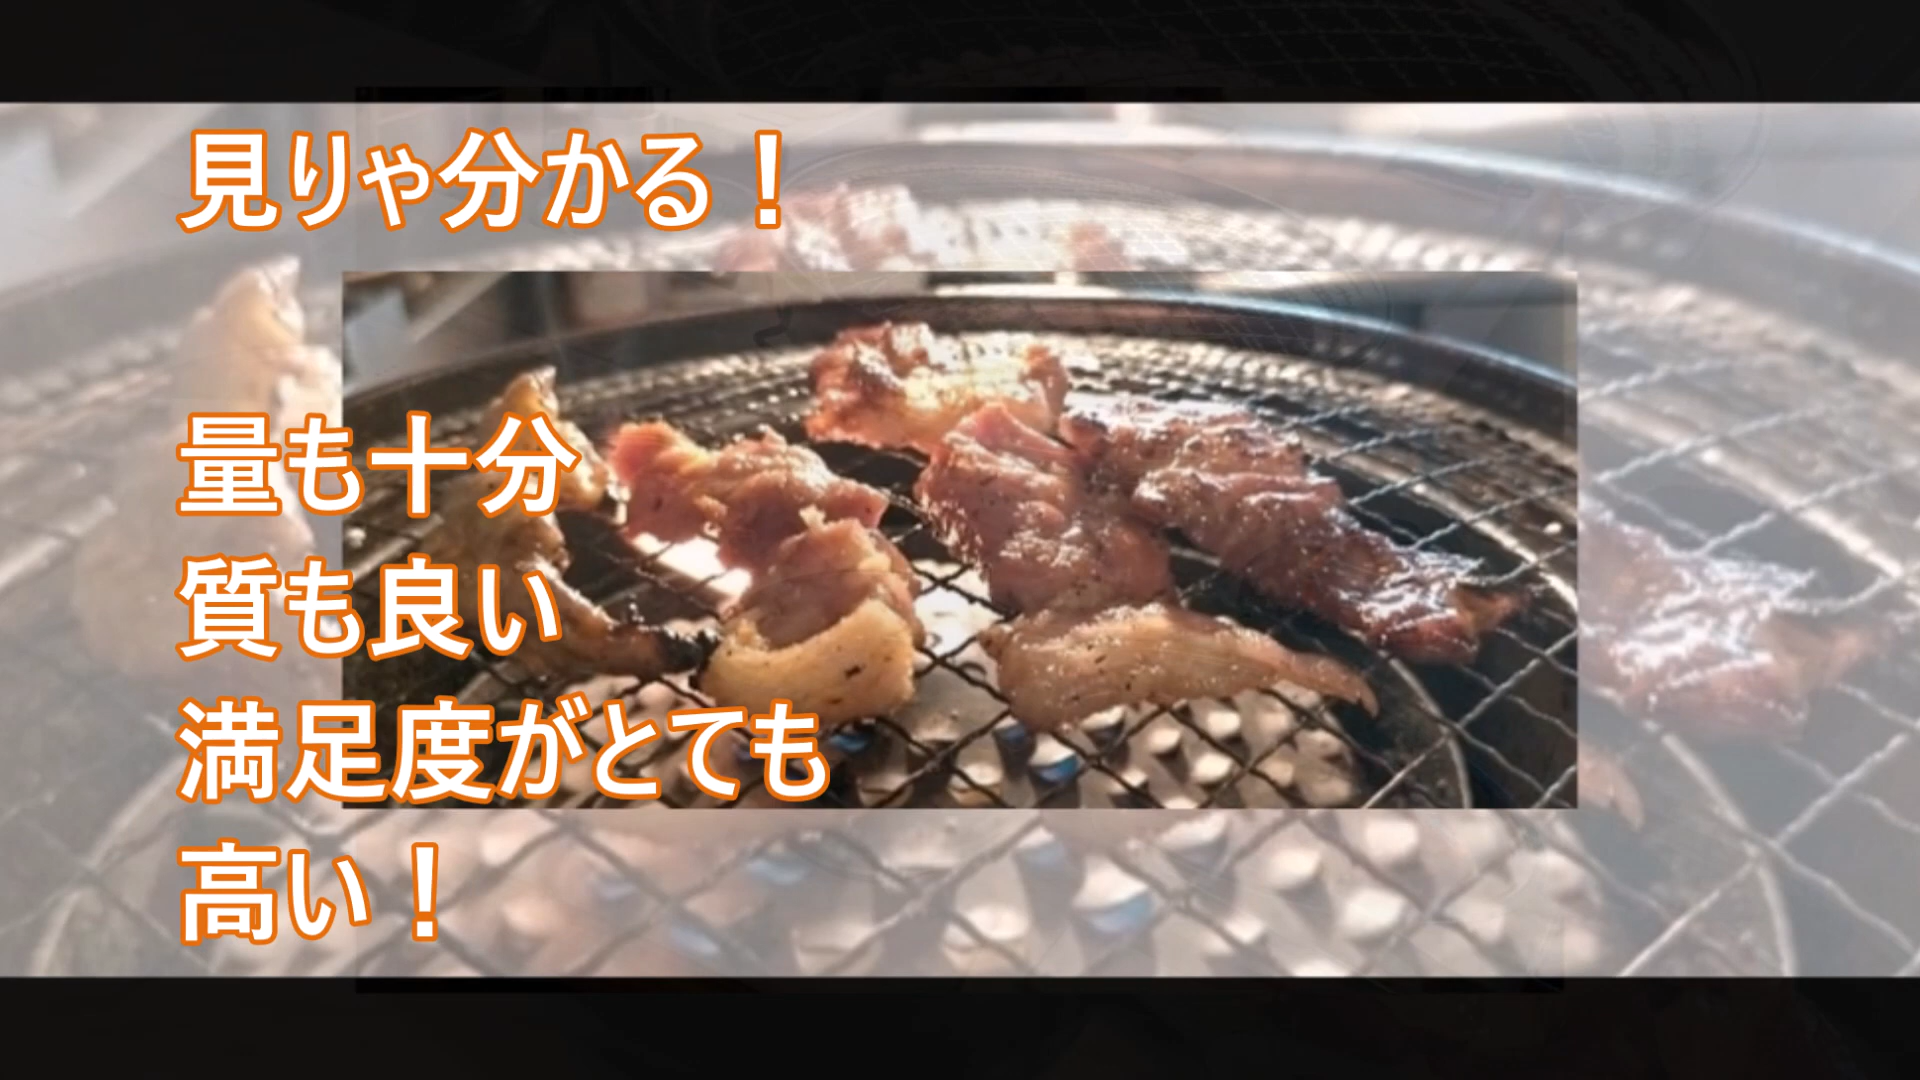 見りゃ分かる！
量も十分
質も良い
満足度がとても
高い！